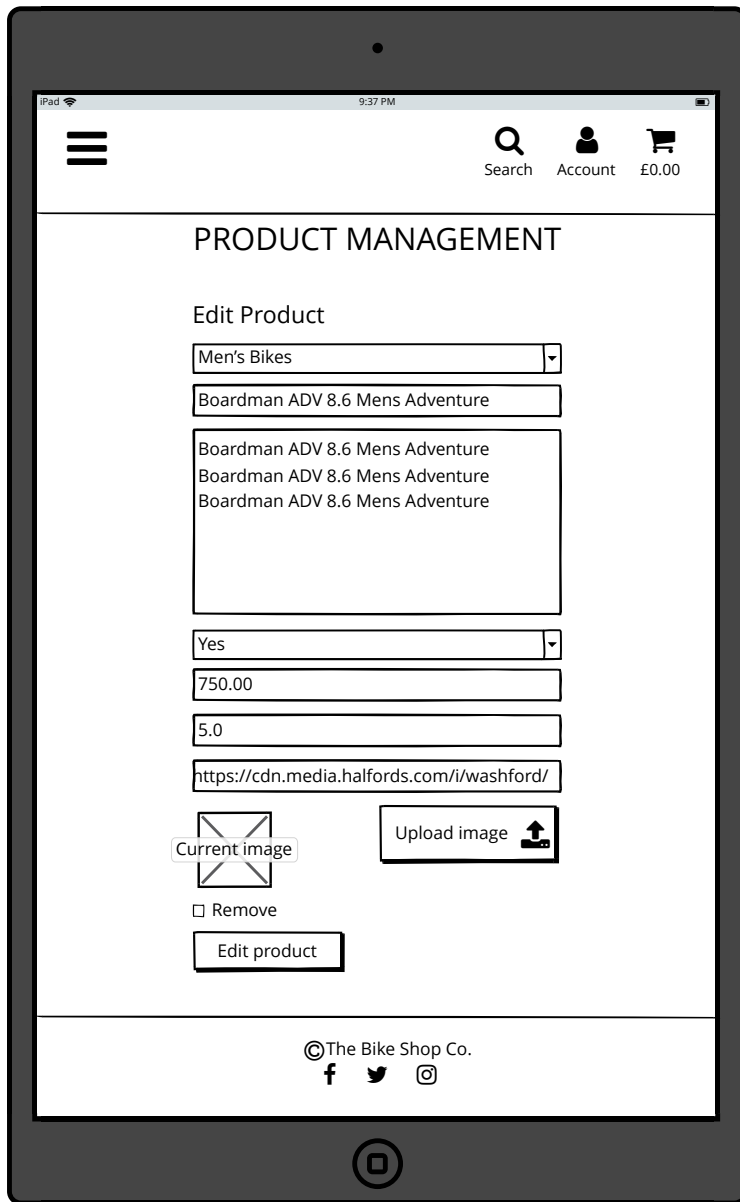 iPad 9:37 PM
Search Account £0.00
PRODUCT MANAGEMENT
Edit Product
Men’s Bikes
Boardman ADV 8.6 Mens Adventure
Boardman ADV 8.6 Mens Adventure
Boardman ADV 8.6 Mens Adventure
Boardman ADV 8.6 Mens Adventure
Yes
750.00
5.0
https://cdn.media.halfords.com/i/washford/
Current image
Upload image
Remove
Edit product
©The Bike Shop Co.